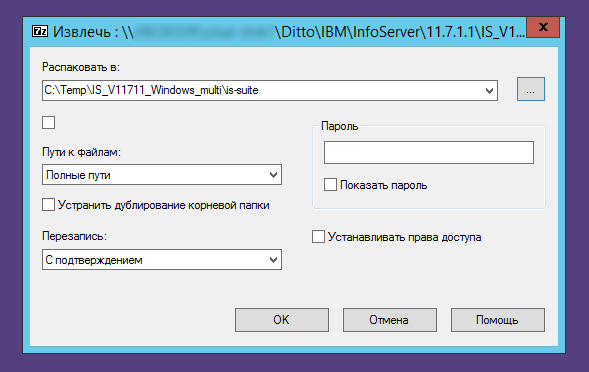 7z Извлечь : \\ \Ditto\IBM\InfoServer\11.7.1.1\IS_V1... x
Распаковать в:
C:\Temp\IS_V11711_Windows_multi\is-suite ...
Пароль
Пути к файлам:
Полные пути
Показать пароль
Устранить дублирование корневой папки
Перезапись:
Устанавливать права доступа
С подтверждением
OK Отмена Помощь